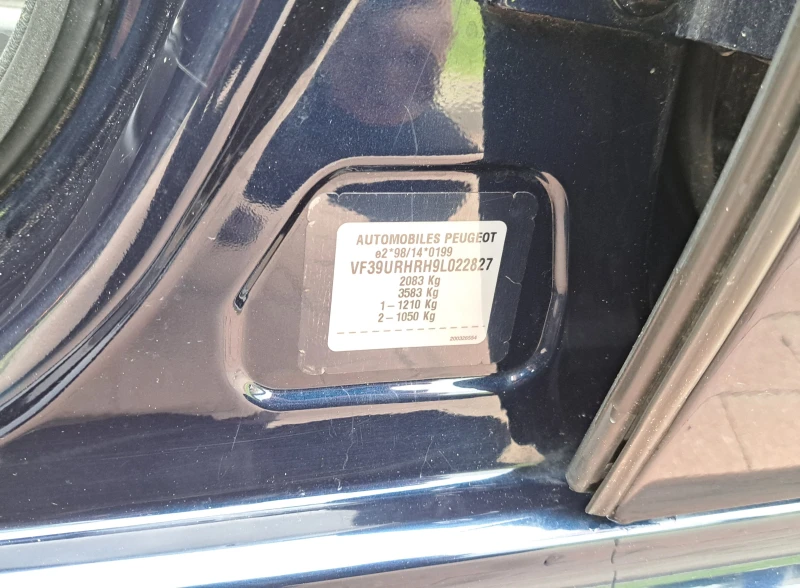 AUTOMOBILES PEUGEOT
e2*98/14*0199
VF39URHRH9L022827
2083 Kg
3583 Kg
1-1210 Kg
2-1050 Kg